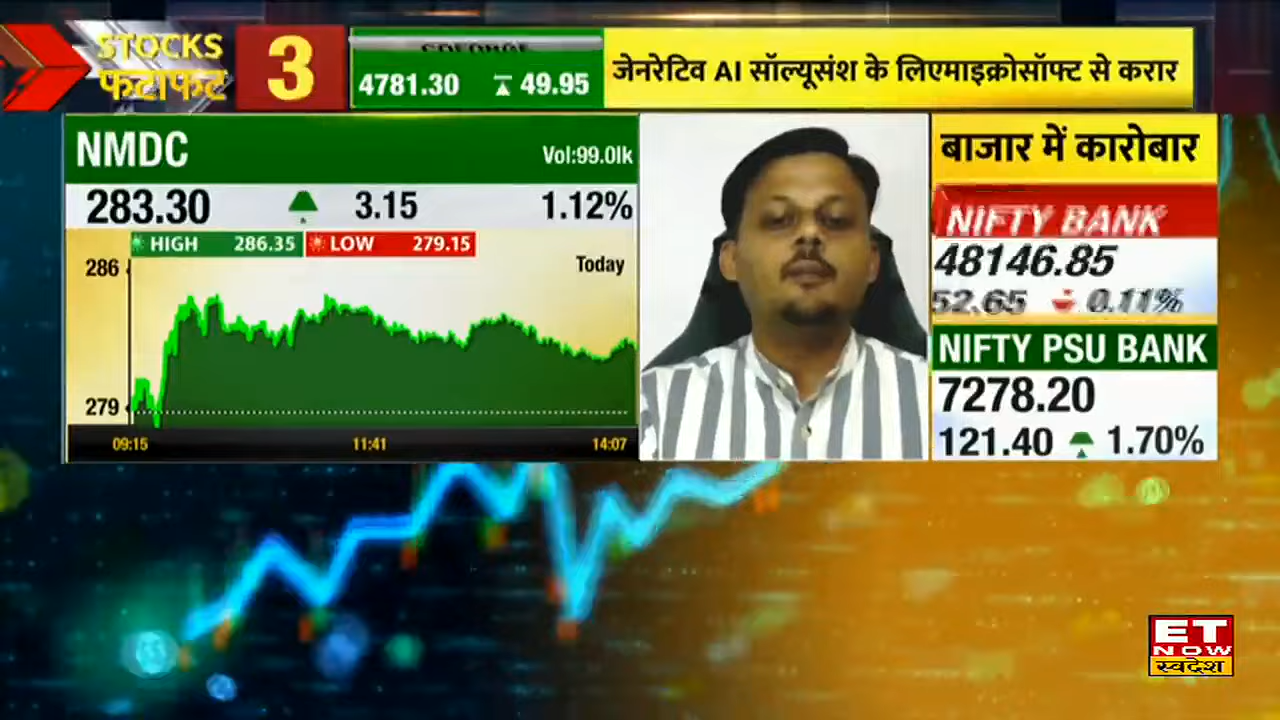 STOCKS
फटाफट
3
4781.30 49.95
जेनरेटिव AI सॉल्यूसंश के लिएमाइक्रोसॉफ्ट से करार
NMDC
Vol:99.0lk
283.30 3.15 1.12%
HIGH 286.35 LOW 279.15
Today
286
279
09:15 11:41 14:07
बाजार में कारोबार
NIFTY BANK
48146.85
52.65 0.11%
NIFTY PSU BANK
7278.20
121.40 1.70%
ET
NOW
स्वदेश